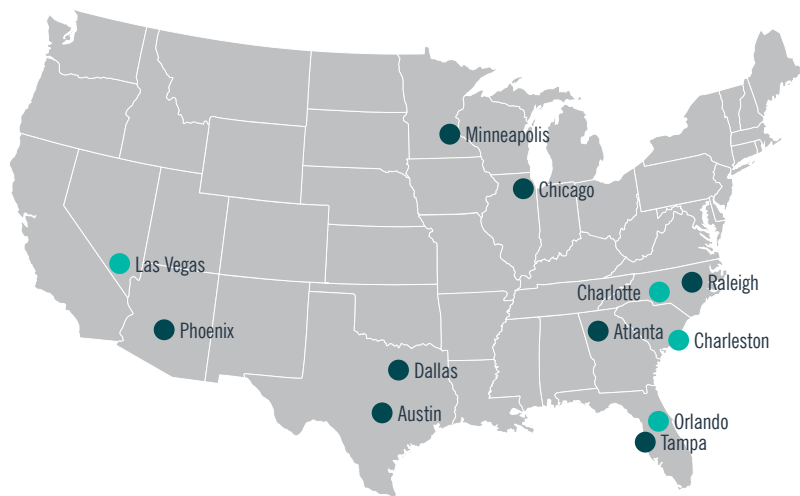 Minneapolis
Chicago
Las Vegas
Raleigh
Charlotte
Phoenix
Atlanta
Charleston
Dallas
Austin
Orlando
Tampa